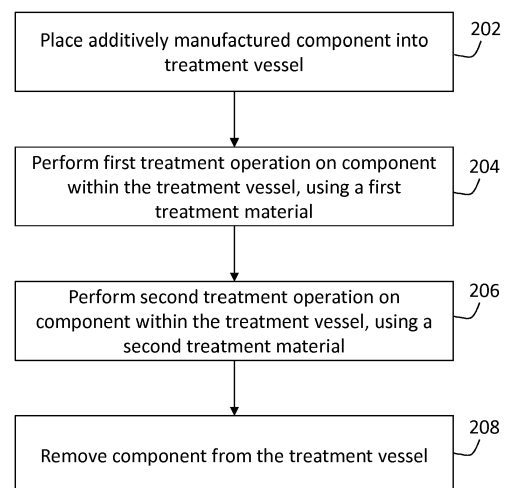 Place additively manufactured component into
treatment vessel
202
Perform first treatment operation on component
within the treatment vessel, using a first
treatment material
204
Perform second treatment operation on
component within the treatment vessel, using a
second treatment material
206
Remove component from the treatment vessel
208